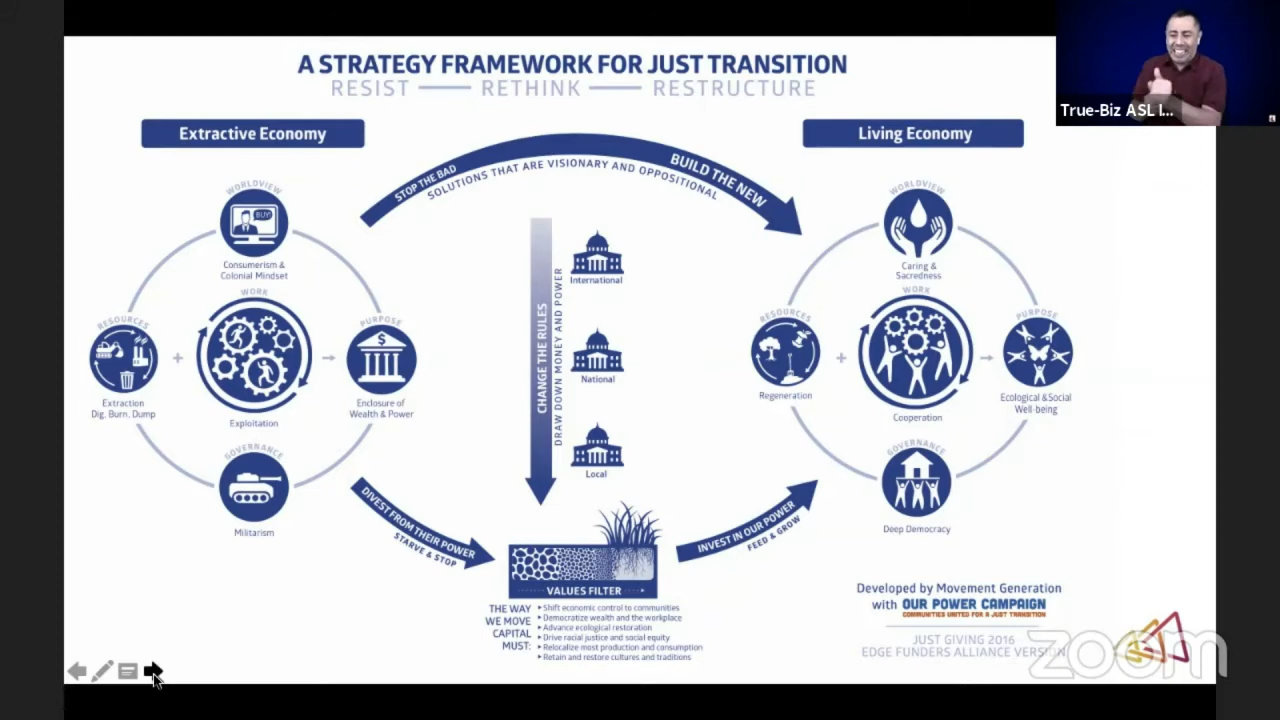 A STRATEGY FRAMEWORK FOR JUST TRANSITION
RESIST RETHINK RESTRUCTURE
True-Biz ASL I...
Extractive Economy
WORLDVIEW
BUY!
Consumerism &
Colonial Mindset
RESOURCES
Extraction
Dig, Burn, Dump
+
WORK
Exploitation
PURPOSE
$
Enclosure of
Wealth & Power
GOVERNANCE
Militarism
STOP THE BAD
BUILD THE NEW
SOLUTIONS THAT ARE VISIONARY AND OPPOSITIONAL
CHANGE THE RULES
DRAW DOWN MONEY AND POWER
International
National
Local
DIVEST FROM THEIR POWER
STARVE & STOP
VALUES FILTER
INVEST IN OUR POWER
FEED & GROW
THE WAY
WE MOVE
CAPITAL
MUST:
Shift economic control to communities
Democratize wealth and the workplace
Advance ecological restoration
Drive racial justice and social equity
Relocalize most production and consumption
Retain and restore cultures and traditions
Living Economy
WORLDVIEW
Caring &
Sacredness
RESOURCES
Regeneration
+
WORK
Cooperation
PURPOSE
Ecological & Social
Well-being
GOVERNANCE
Deep Democracy
Developed by Movement Generation
with OUR POWER CAMPAIGN
COMMUNITIES UNITED FOR A JUST TRANSITION
JUST GIVING 2016
EDGE FUNDERS ALLIANCE VERSION
zoom